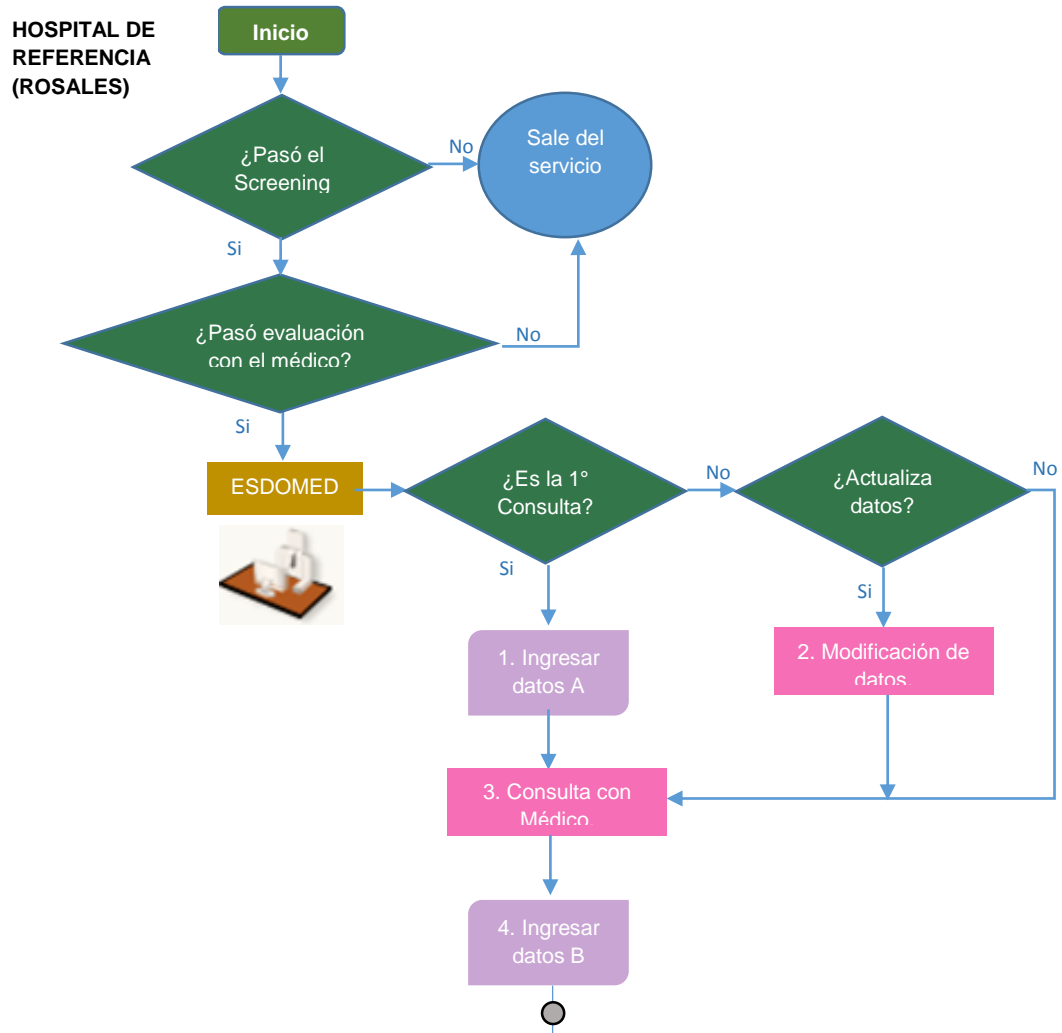 HOSPITAL DE
REFERENCIA
(ROSALES)
Inicio
¿Pasó el
Screening
No
Sale del
servicio
Si
¿Pasó evaluación
con el médico?
No
Si
ESDOMED
¿Es la 1°
Consulta?
No
¿Actualiza
datos?
No
Si
Si
1. Ingresar
datos A
2. Modificación de
datos.
3. Consulta con
Médico.
4. Ingresar
datos B